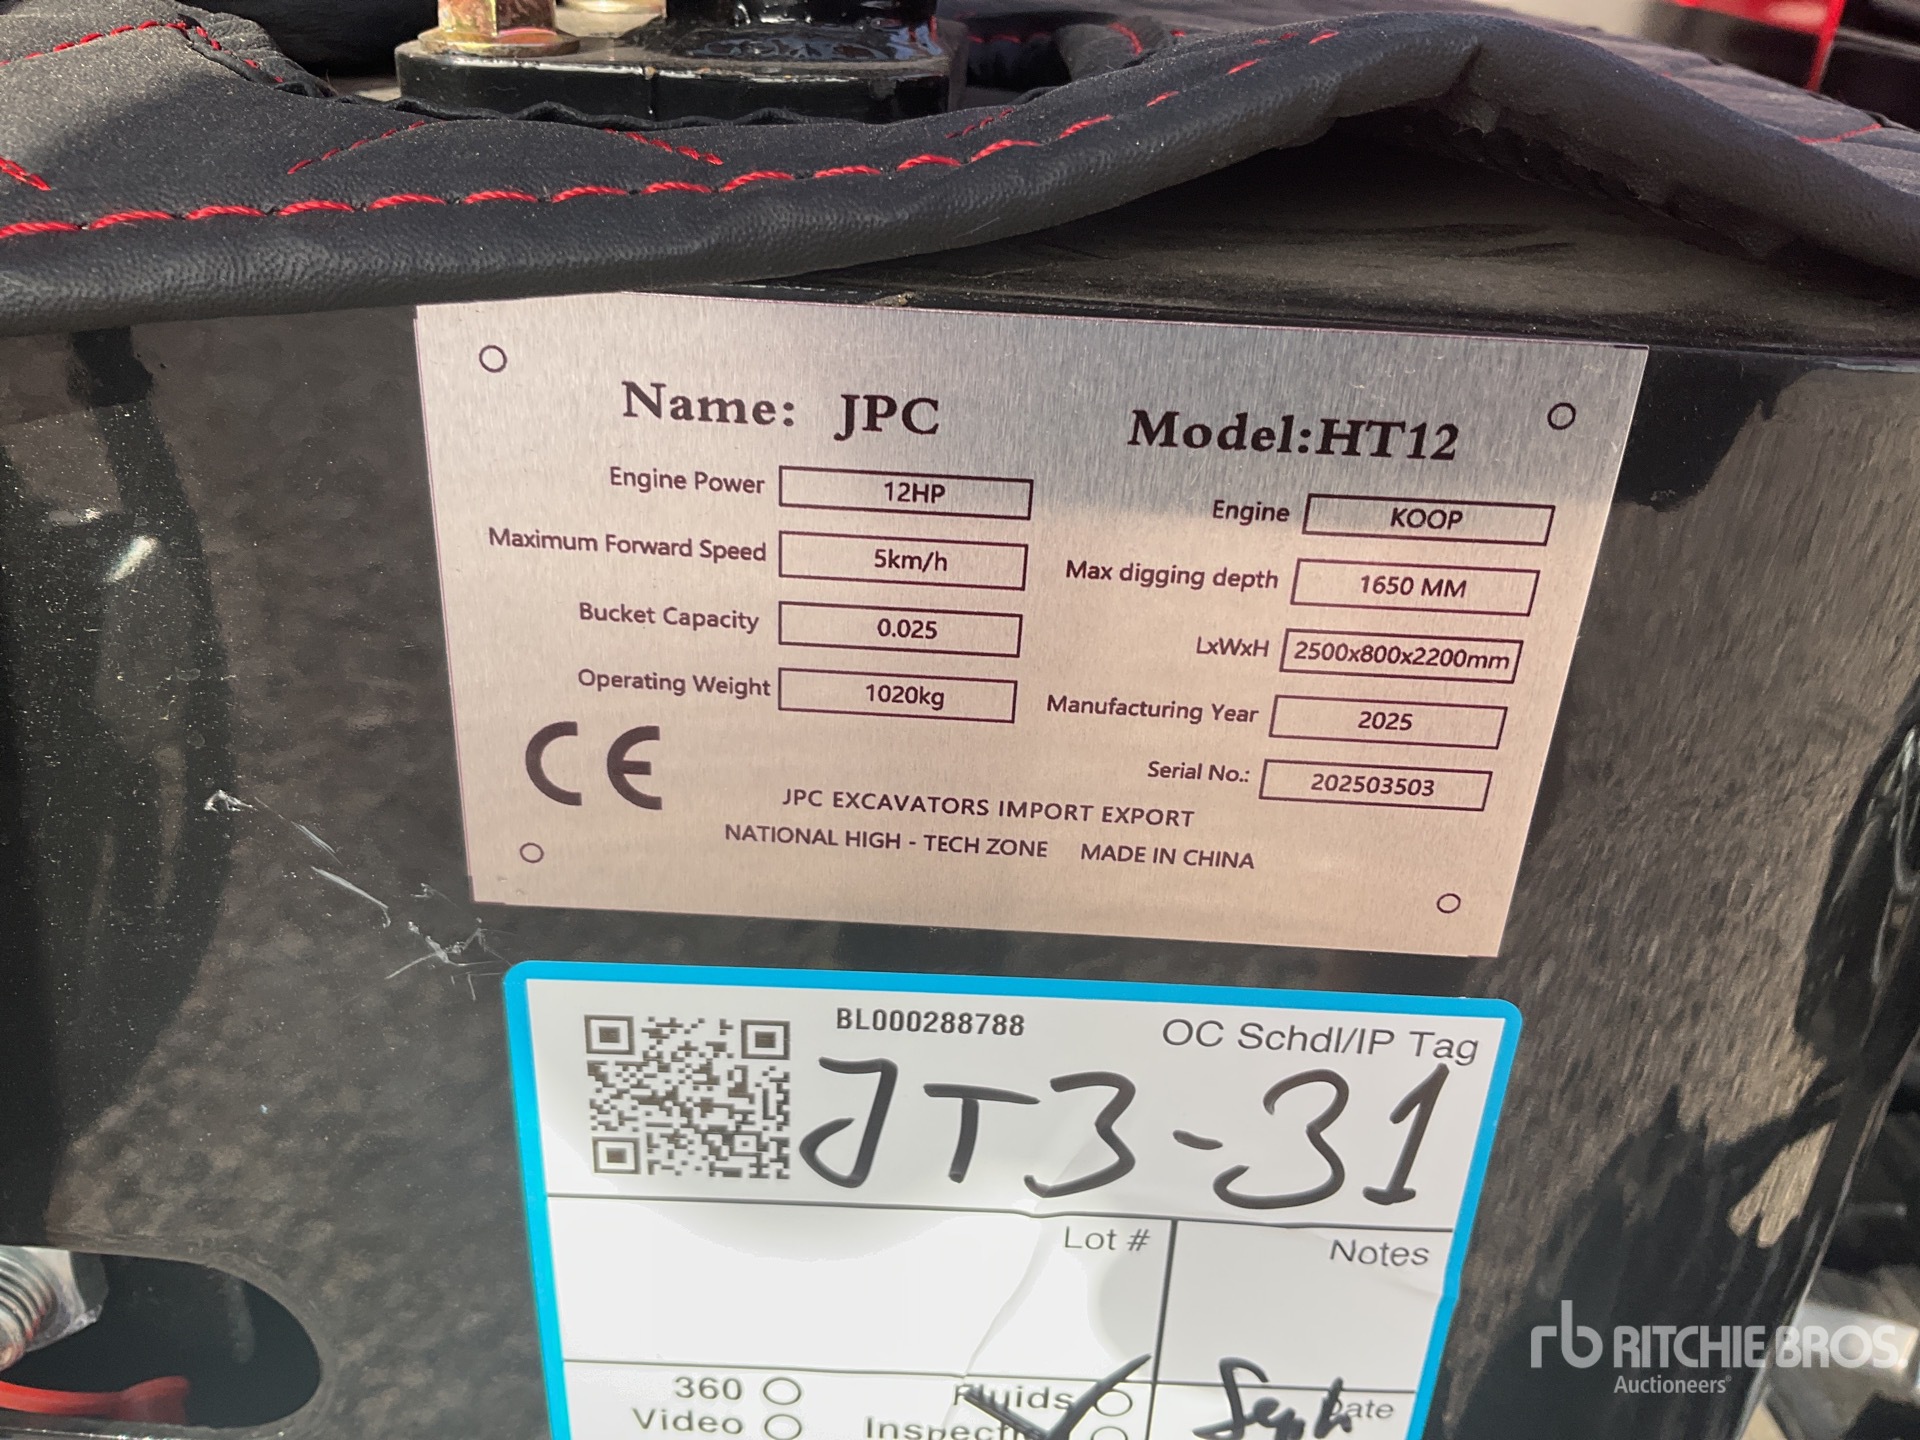 Name: JPC Model:HT12
Engine Power 12HP Engine KOOP
Maximum Forward Speed 5km/h Max digging depth 1650 MM
Bucket Capacity 0.025 LxWxH 2500x800x2200mm
Operating Weight 1020kg Manufacturing Year 2025
CE Serial No.: 202503503
JPC EXCAVATORS IMPORT EXPORT
NATIONAL HIGH - TECH ZONE MADE IN CHINA
BL000288788 OC Schdl/IP Tag
JT3-31
Lot # Notes
360 Fluids Date
Video
rb RITCHIE BROS.
Auctioneers®